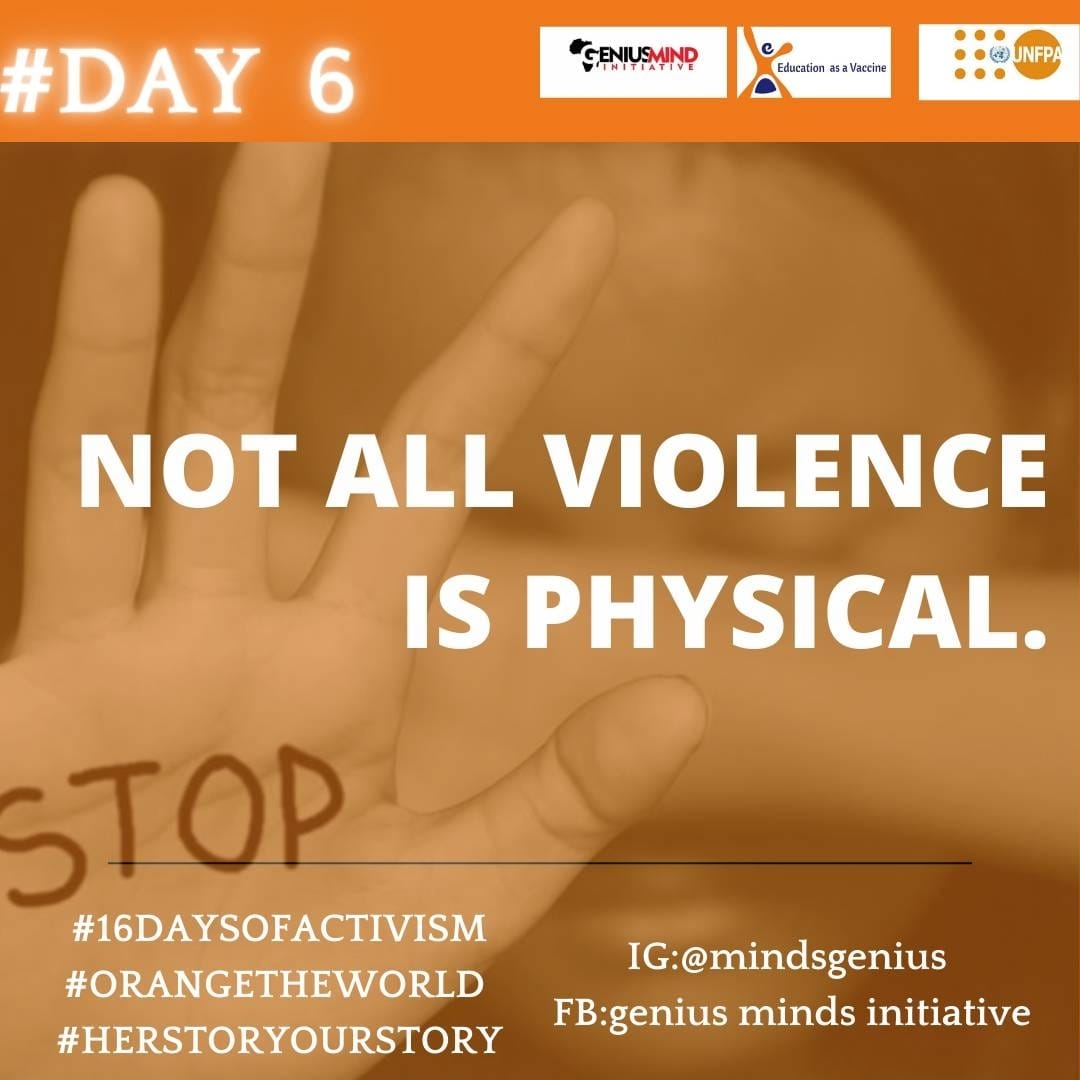 #DAY 6
GENIUSMIND
INITIATIVE
e
Education as a Vaccine
UNFPA
NOT ALL VIOLENCE
IS PHYSICAL.
STOP
#16DAYSOFACTIVISM
#ORANGETHEWORLD
#HERSTORYOURSTORY
IG:@mindsgenius
FB:genius minds initiative